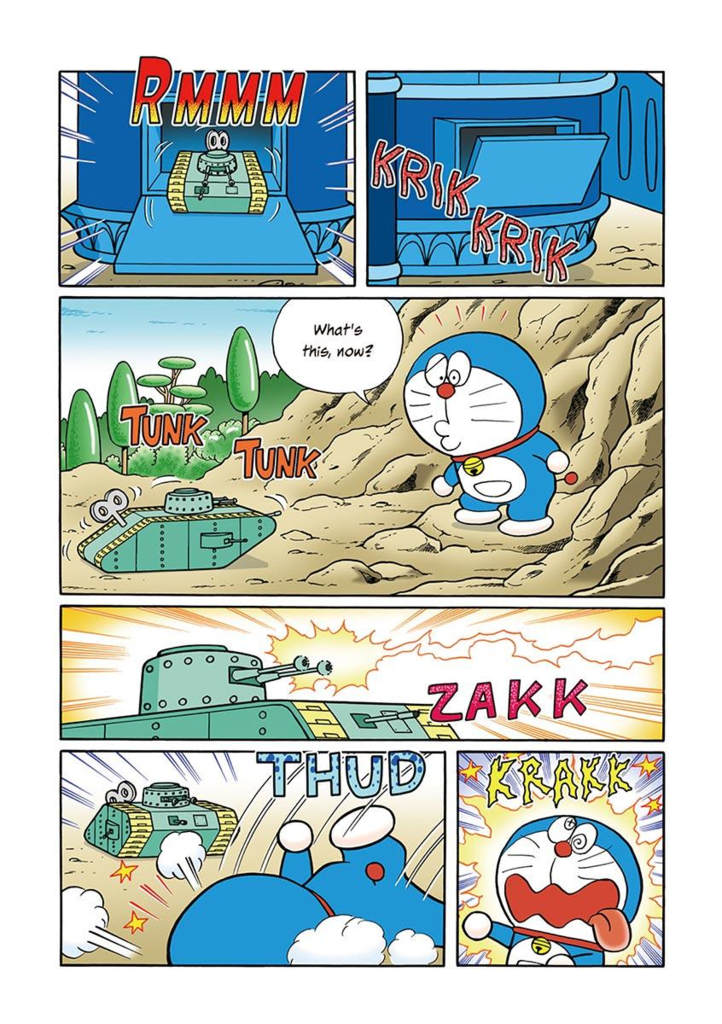 KRIK
KRIK
RMMM
What's
this, now?
TUNK
TUNK
ZAKK
KRAKK
THUD